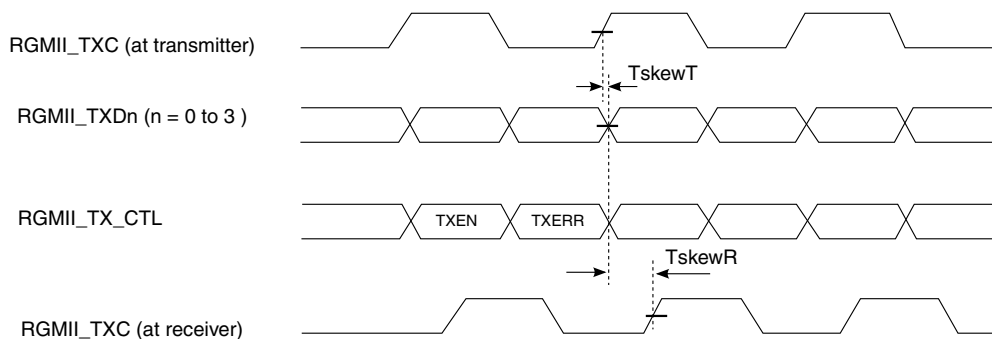 RGMII_TXC (at transmitter)
TskewT
RGMII_TXDn (n = 0 to 3 )
RGMII_TX_CTL
TXEN
TXERR
TskewR
RGMII_TXC (at receiver)